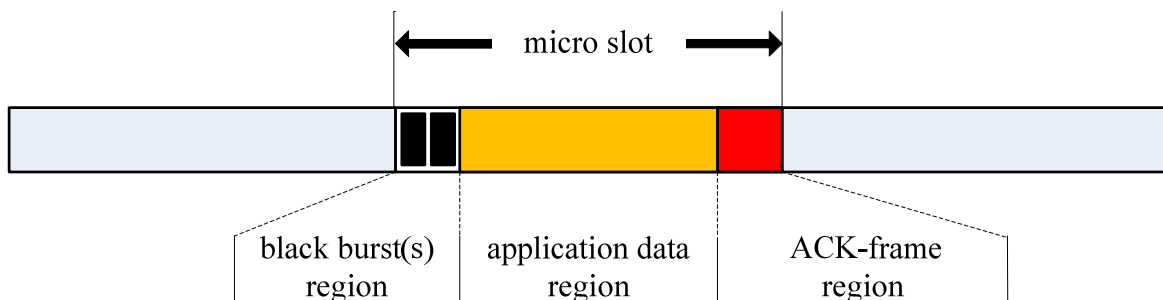 micro slot
black burst(s) application data ACK-frame
region region region